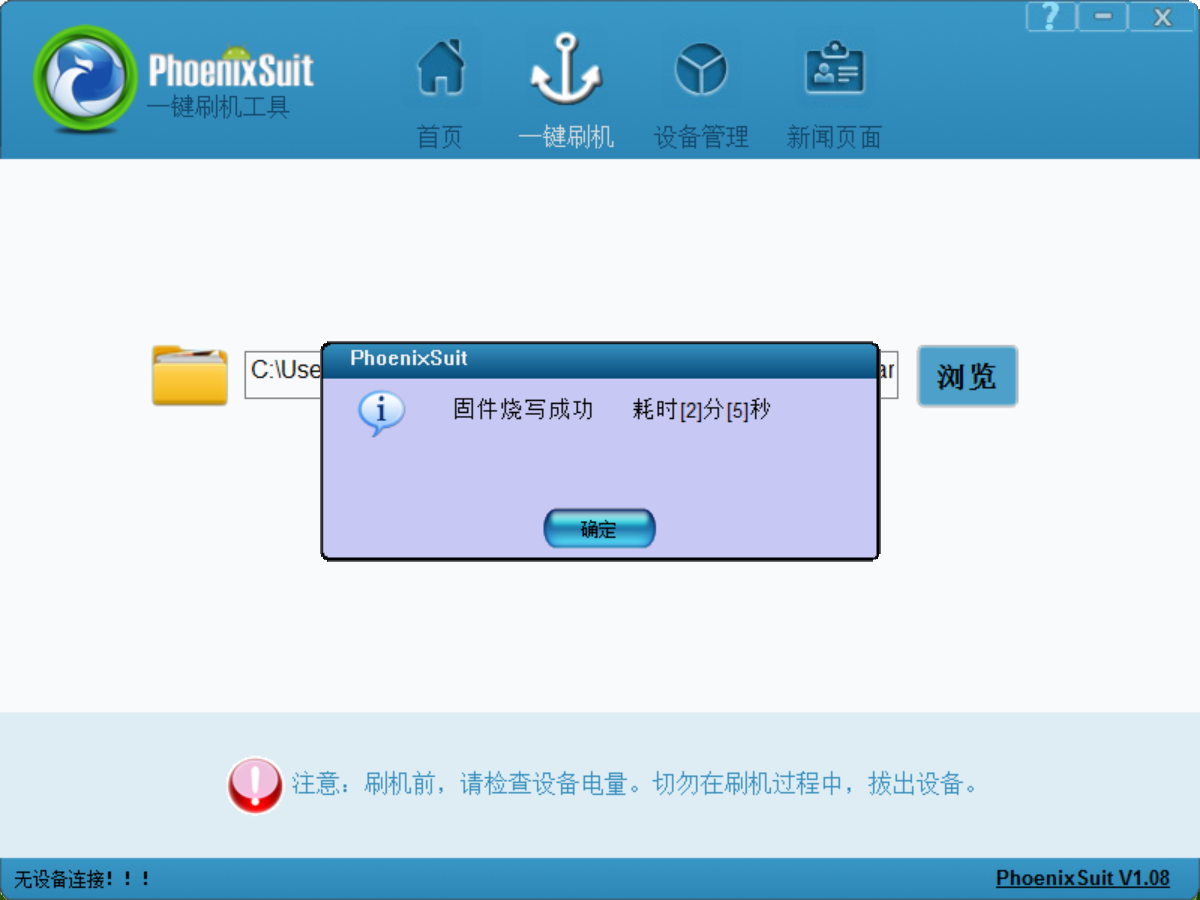 PhoenixSuit
一键刷机工具
首页
一键刷机
设备管理
新闻页面
?
X
C:\Use
ar
浏览
PhoenixSuit
i
固件烧写成功 耗时[2]分[5]秒
确定
注意：刷机前，请检查设备电量。切勿在刷机过程中，拔出设备。
无设备连接！！！
PhoenixSuit V1.08